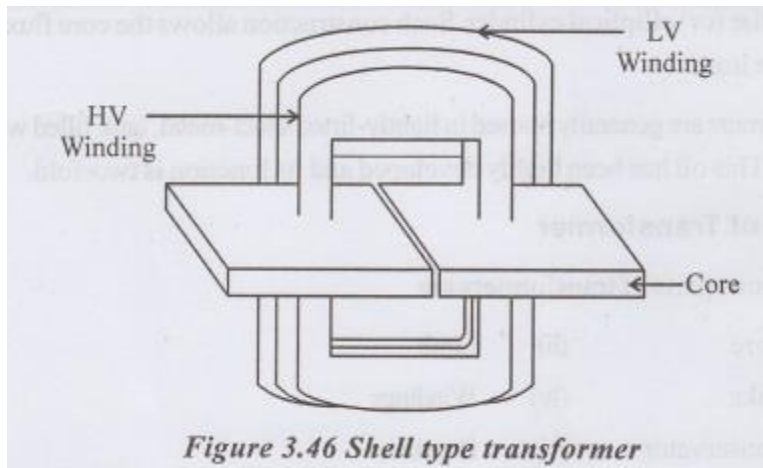 LV
Winding
HV
Winding
Core
Figure 3.46 Shell type transformer